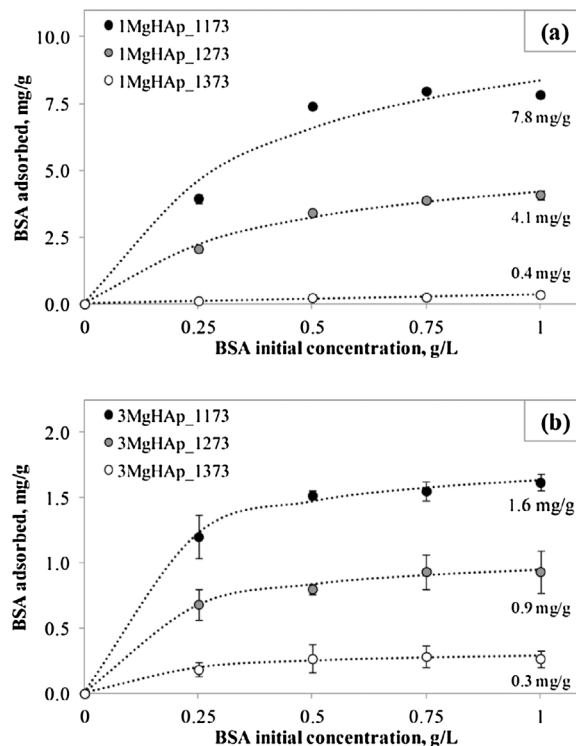 (a)
1MgHAp_1173
1MgHAp_1273
1MgHAp_1373
BSA adsorbed, mg/g
10.0
7.5
5.0
2.5
0.0
7.8 mg/g
4.1 mg/g
0.4 mg/g
0 0.25 0.5 0.75 1
BSA initial concentration, g/L
(b)
3MgHAp_1173
3MgHAp_1273
3MgHAp_1373
BSA adsorbed, mg/g
2.0
1.5
1.0
0.5
0.0
1.6 mg/g
0.9 mg/g
0.3 mg/g
0 0.25 0.5 0.75 1
BSA initial concentration, g/L